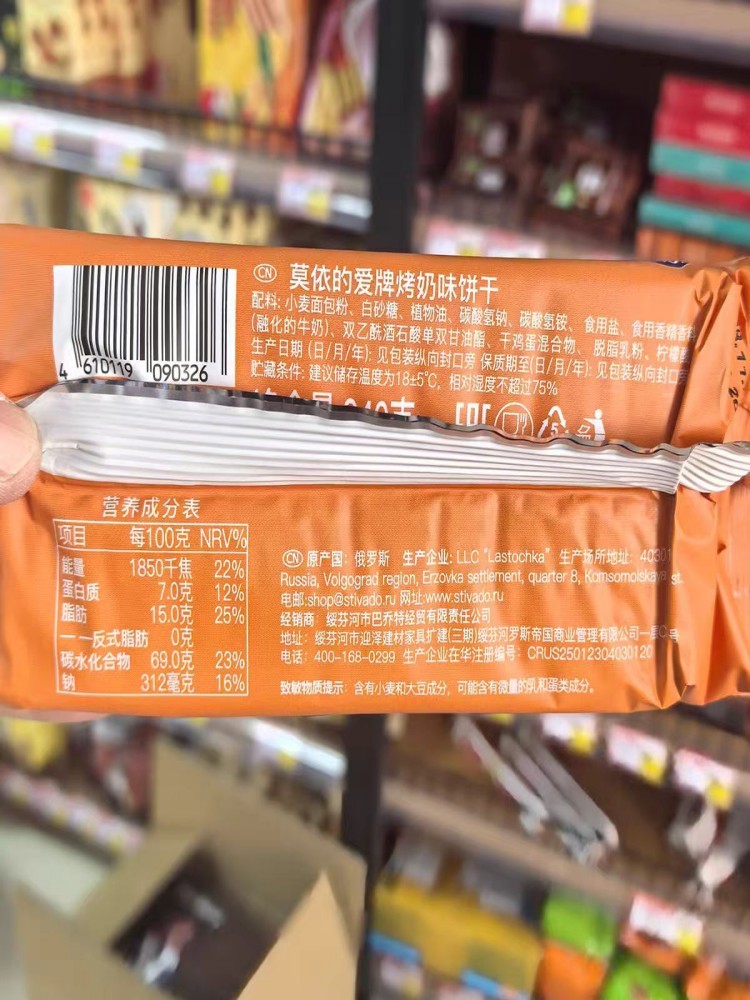 4 610119 090326
CN 莫依的爱牌烤奶味饼干
配料: 小麦面包粉、白砂糖、植物油、碳酸氢钠、碳酸氢铵、食用盐、食用香精香料
(融化的牛奶)、双乙酰酒石酸单双甘油酯、干鸡蛋混合物、脱脂乳粉、柠檬
生产日期 (日/月/年): 见包装纵向封口旁 保质期至(日/月/年): 见包装纵向封口
贮藏条件: 建议储存温度为18±5℃, 相对湿度不超过75%
5
营养成分表
项目 每100克 NRV%
能量 1850千焦 22%
蛋白质 7.0克 12%
脂肪 15.0克 25%
——反式脂肪 0克
碳水化合物 69.0克 23%
钠 312毫克 16%
CN 原产国: 俄罗斯 生产企业: LLC "Lastochka" 生产场所地址: 40301
Russia, Volgograd region, Erzovka settlement, quarter 8, Komsomolskaya st.
电邮:shop@stivado.ru 网址:www.stivado.ru
经销商: 绥芬河市巴乔特经贸有限责任公司
地址: 绥芬河市迎泽建材家具扩建(三期)绥芬河罗斯帝国商业管理有限公司一层 号
电话: 400-168-0299 生产企业在华注册编号: CRUS25012304030120
致敏物质提示: 含有小麦和大豆成分, 可能含有微量的乳和蛋类成分。